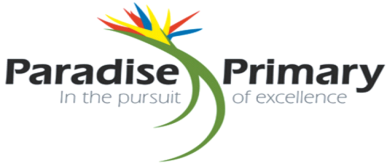 Paradise Primary
In the pursuit of excellence